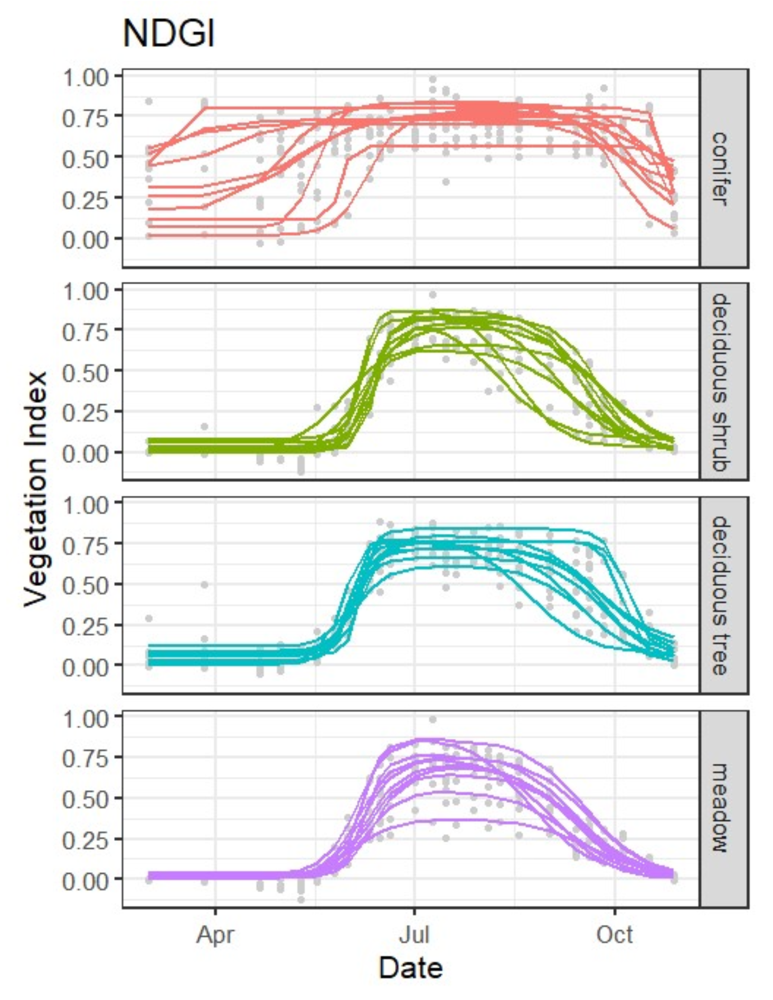 NDGI
1.00
0.75
0.50
0.25
0.00
conifer
1.00
0.75
0.50
0.25
0.00
deciduous shrub
1.00
0.75
0.50
0.25
0.00
deciduous tree
1.00
0.75
0.50
0.25
0.00
meadow
Vegetation Index
Apr Jul Oct
Date